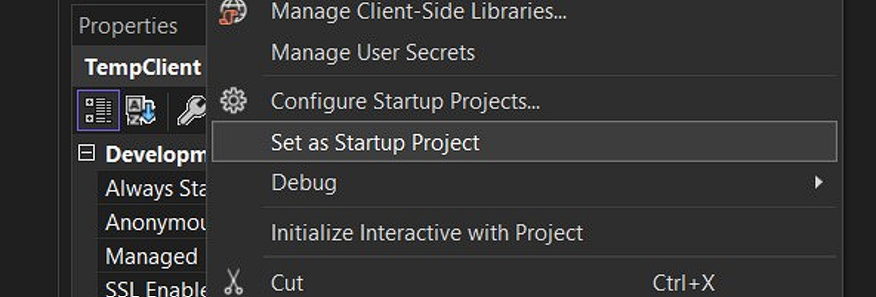 Properties
TempClient
Developm
Always Sta
Anonymou
Managed
SSL Enable
Manage Client-Side Libraries...
Manage User Secrets
Configure Startup Projects...
Set as Startup Project
Debug
Initialize Interactive with Project
Cut Ctrl+X